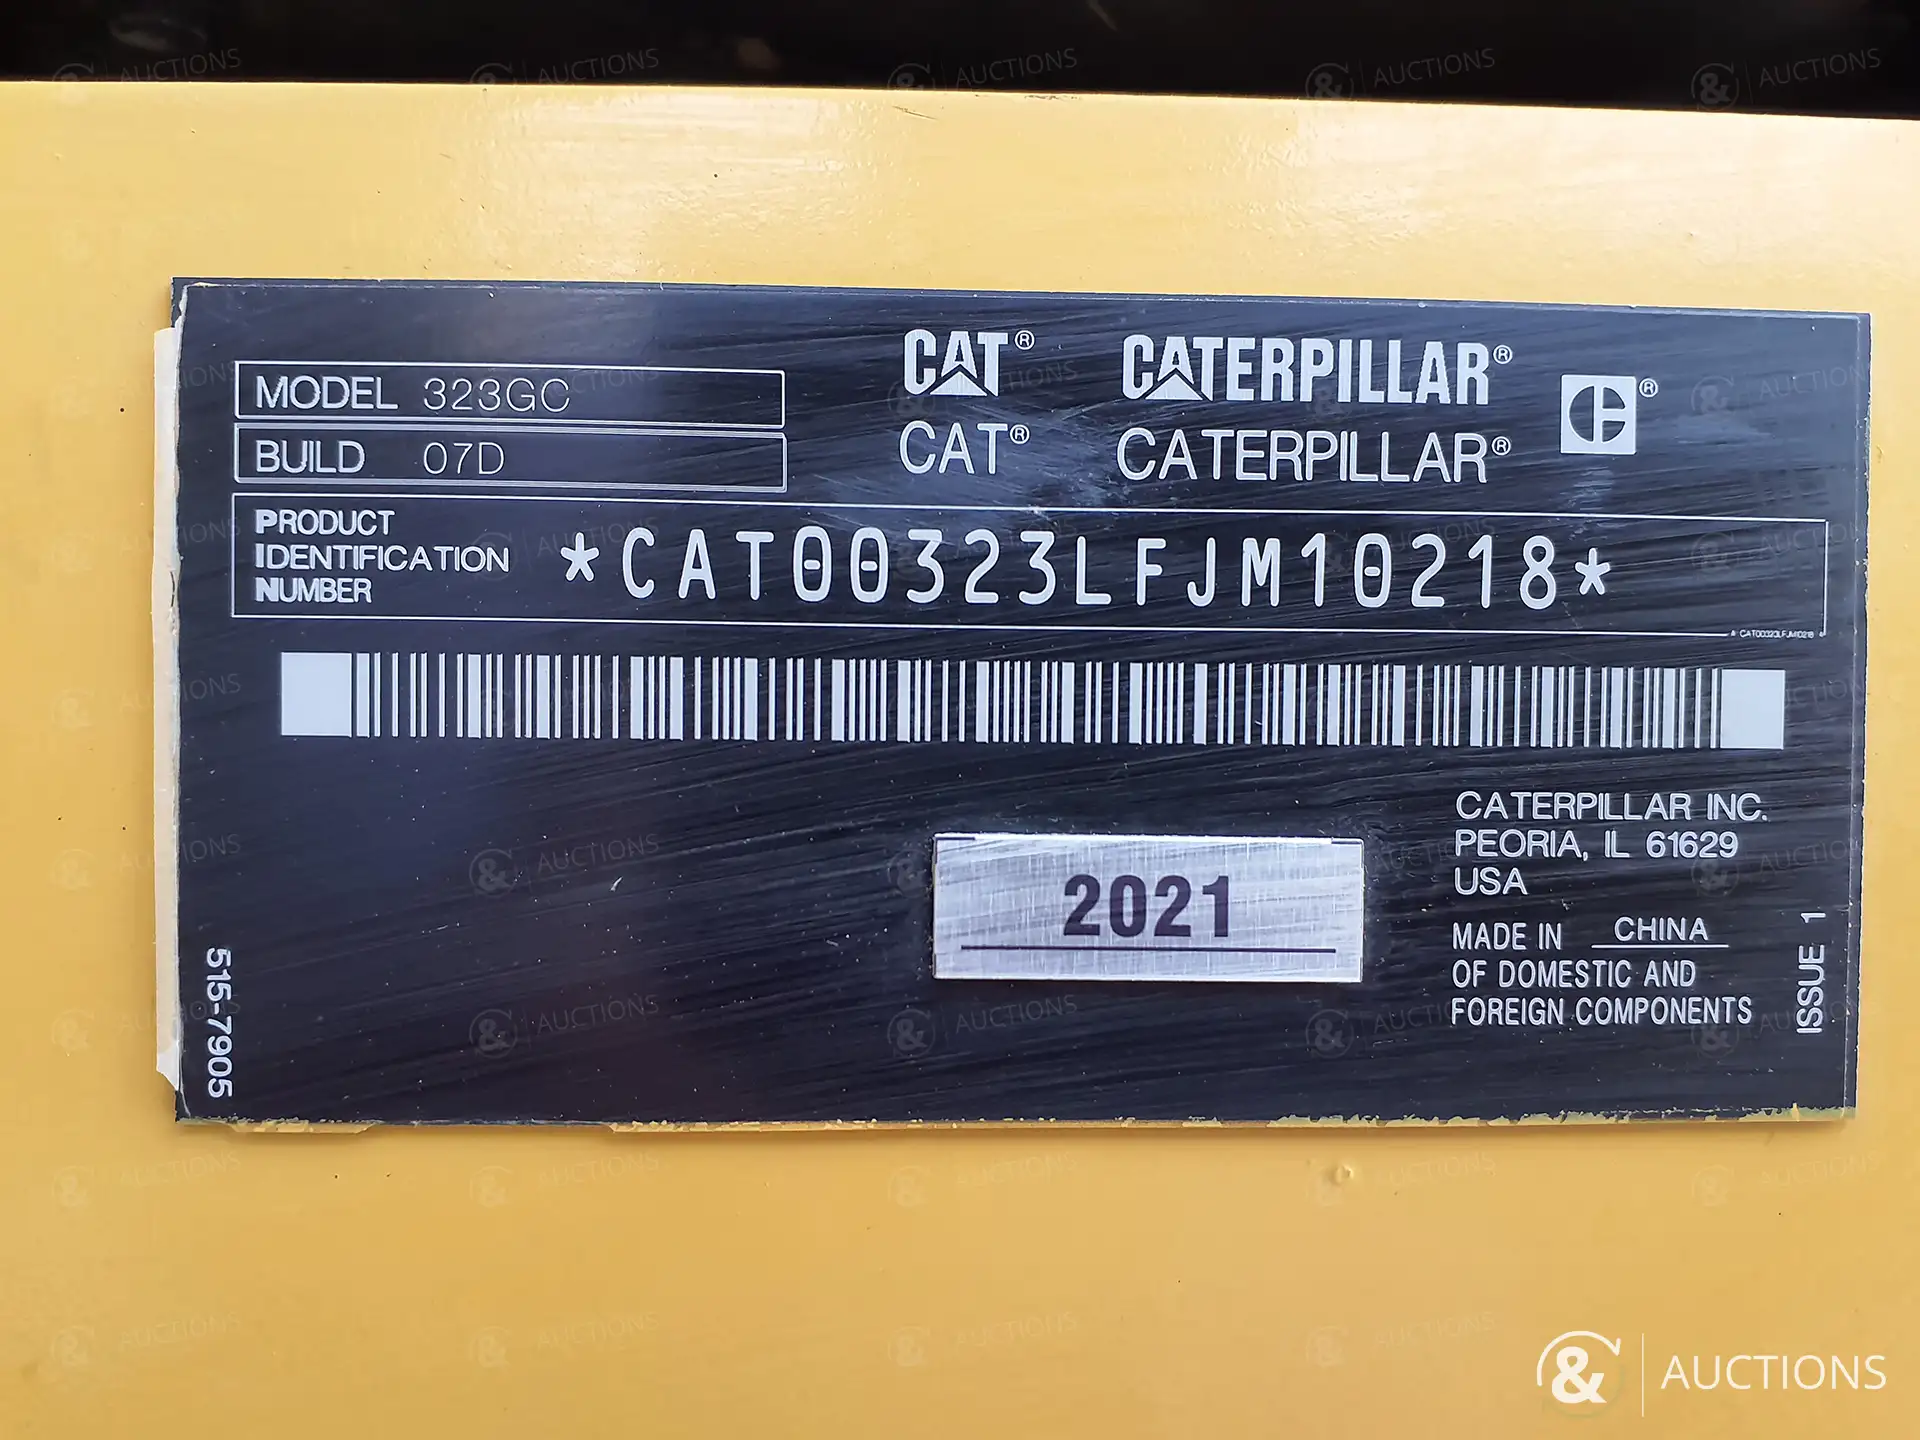 CAT® CATERPILLAR®
MODEL 323GC
CAT® CATERPILLAR®
BUILD 07D
PRODUCT
IDENTIFICATION
NUMBER
*CAT00323LFJM10218*
* CAT00323LFJM10218 *
CATERPILLAR INC.
PEORIA, IL 61629
USA
2021
MADE IN CHINA
OF DOMESTIC AND
FOREIGN COMPONENTS
ISSUE 1
515-7905
& AUCTIONS